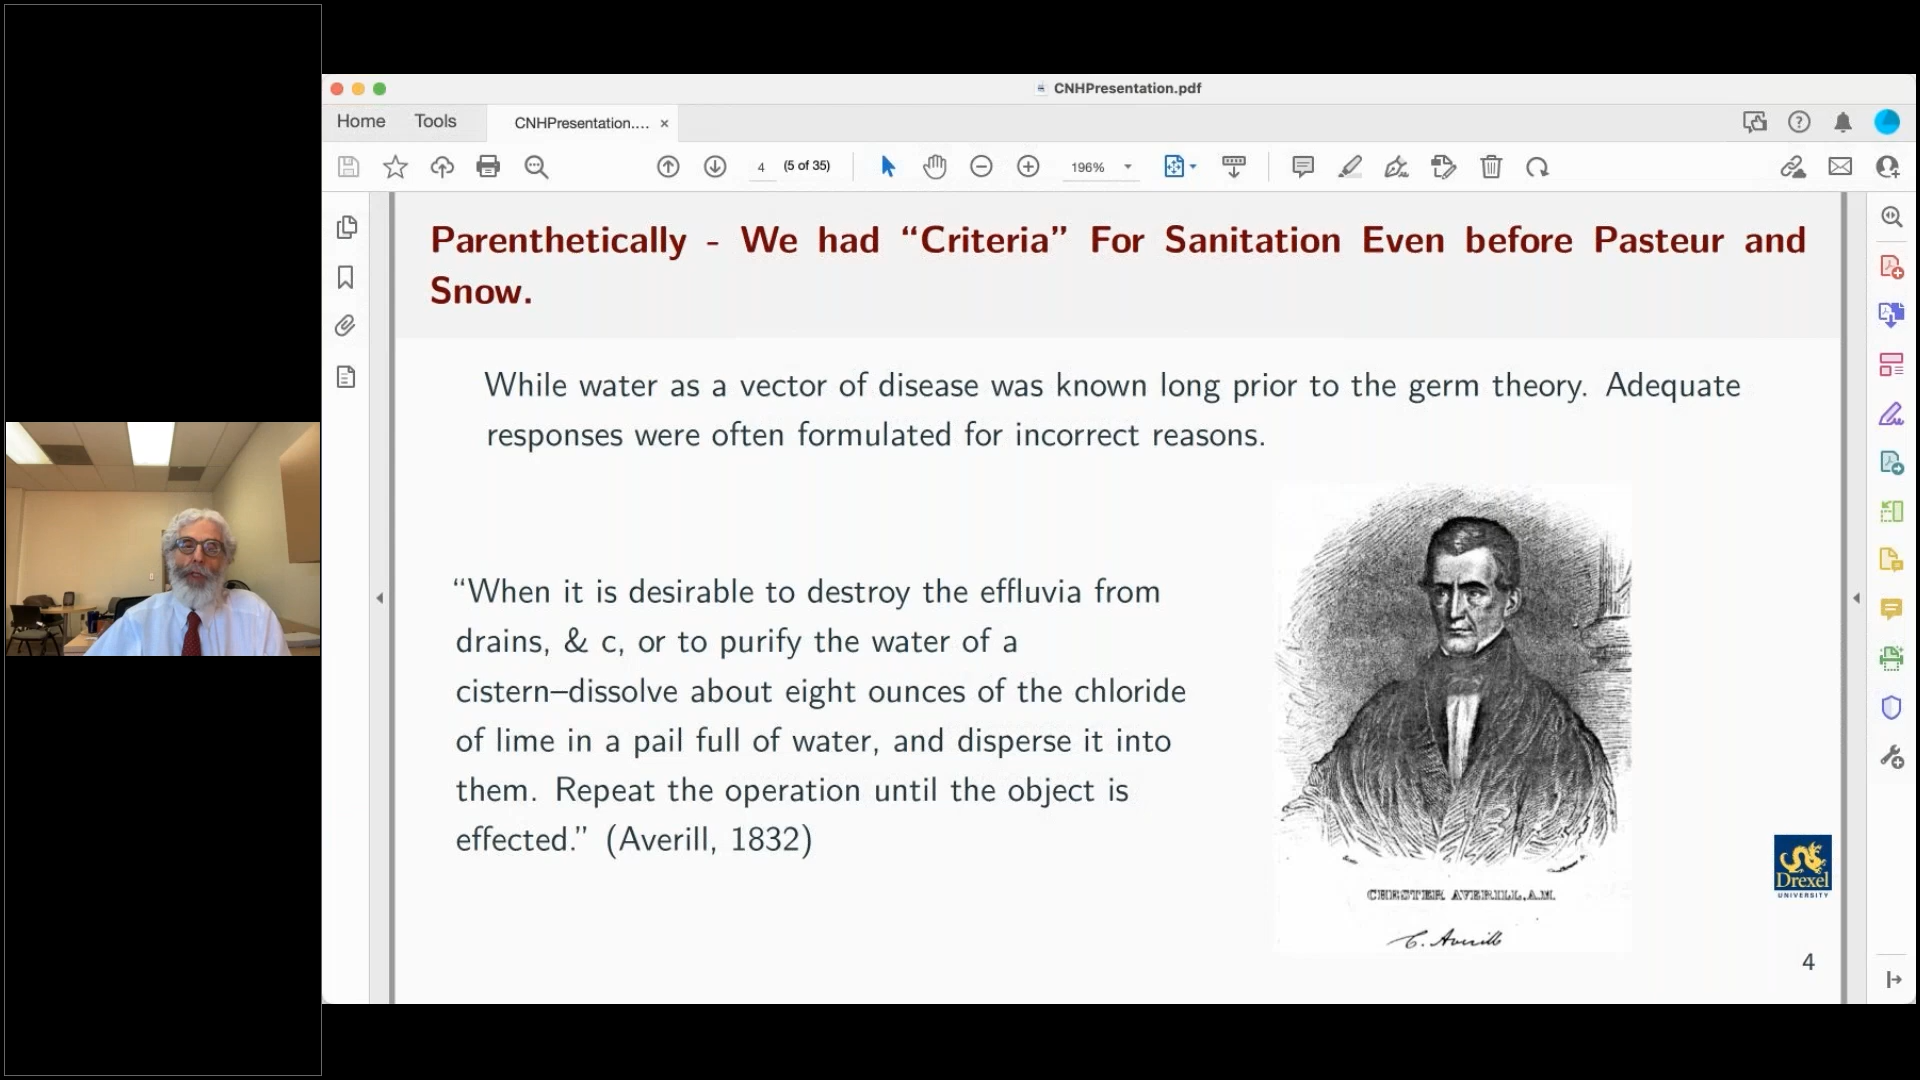 CNHPresentation.pdf
Home Tools CNHPresentation.... ×
4 (5 of 35) 196%
Parenthetically - We had “Criteria” For Sanitation Even before Pasteur and
Snow.
While water as a vector of disease was known long prior to the germ theory. Adequate
responses were often formulated for incorrect reasons.
“When it is desirable to destroy the effluvia from
drains, & c, or to purify the water of a
cistern–dissolve about eight ounces of the chloride
of lime in a pail full of water, and disperse it into
them. Repeat the operation until the object is
effected.” (Averill, 1832)
CHESTER AVERILL, A.M.
C. Averill
Drexel
UNIVERSITY
4